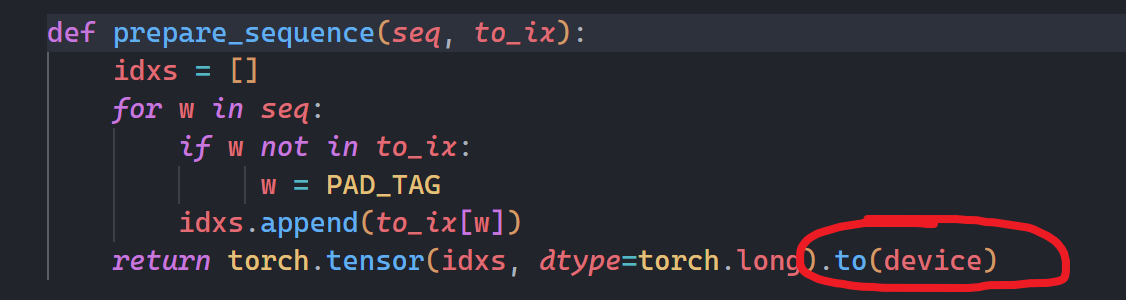 def prepare_sequence(seq, to_ix):
    idxs = []
    for w in seq:
        if w not in to_ix:
            w = PAD_TAG
        idxs.append(to_ix[w])
    return torch.tensor(idxs, dtype=torch.long).to(device)